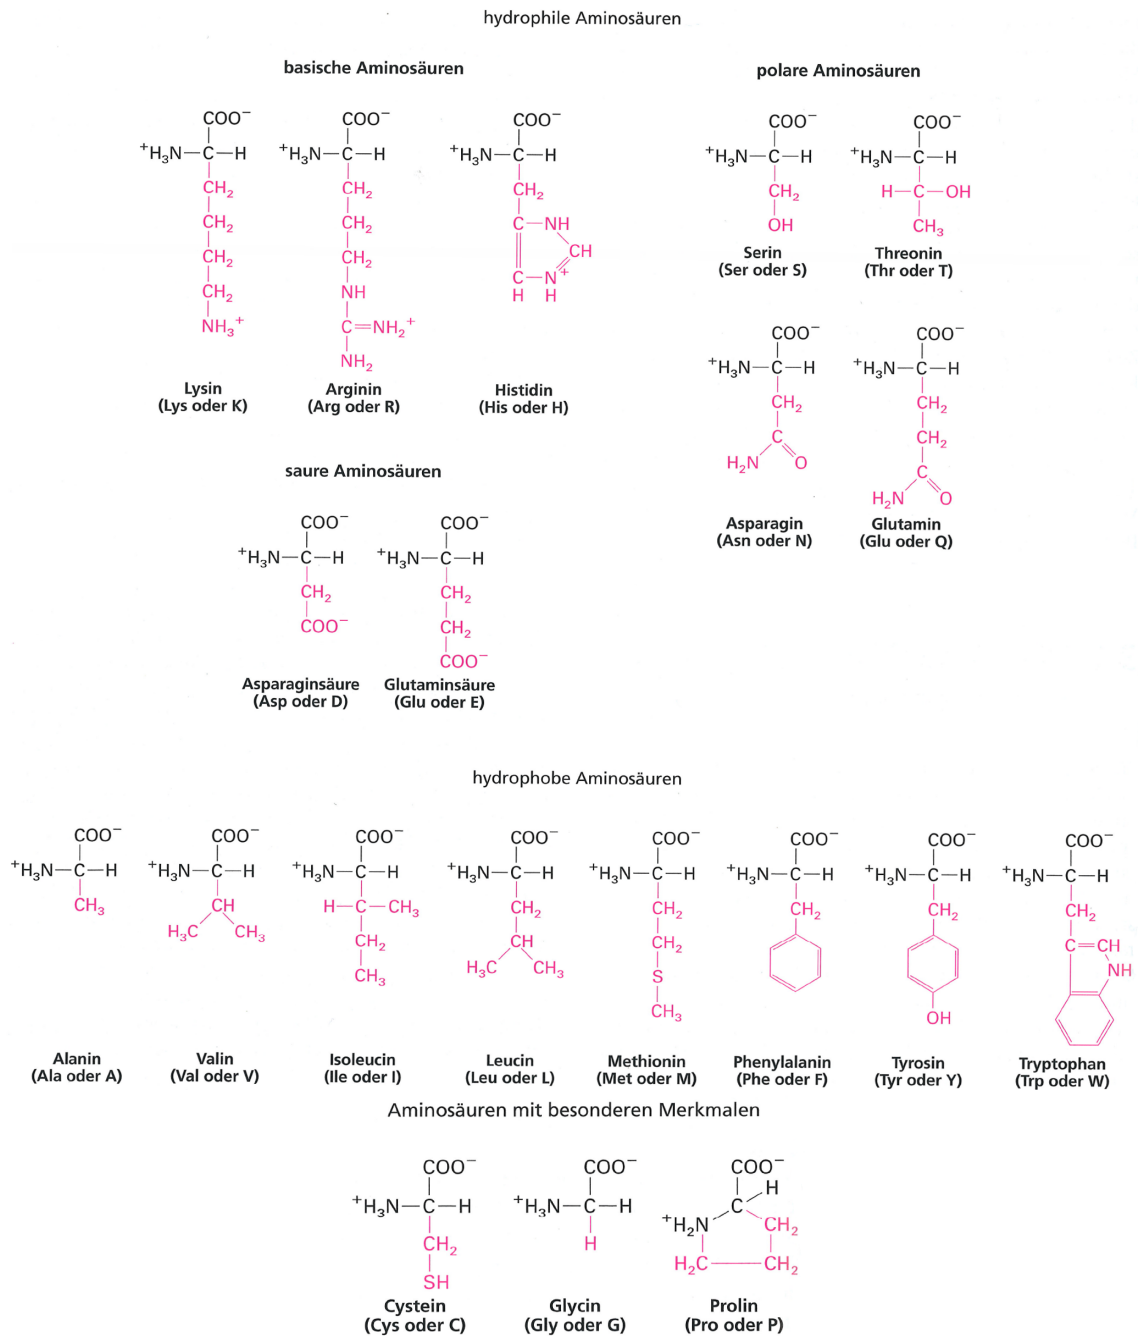 hydrophile Aminosäuren
basische Aminosäuren
polare Aminosäuren
COO⁻ COO⁻ COO⁻
⁺H₃N—C—H ⁺H₃N—C—H ⁺H₃N—C—H
CH₂ CH₂ CH₂
CH₂ CH₂ C—NH
CH₂ CH₂ CH
CH₂ NH C—N⁺
NH₃⁺ C=NH₂⁺ H H
NH₂
Lysin Arginin Histidin
(Lys oder K) (Arg oder R) (His oder H)
COO⁻ COO⁻
⁺H₃N—C—H ⁺H₃N—C—H
CH₂ H—C—OH
OH CH₃
Serin Threonin
(Ser oder S) (Thr oder T)
COO⁻ COO⁻
⁺H₃N—C—H ⁺H₃N—C—H
CH₂ CH₂
C CH₂
H₂N O C
H₂N O
Asparagin Glutamin
(Asn oder N) (Glu oder Q)
saure Aminosäuren
COO⁻ COO⁻
⁺H₃N—C—H ⁺H₃N—C—H
CH₂ CH₂
COO⁻ CH₂
COO⁻
Asparaginsäure Glutaminsäure
(Asp oder D) (Glu oder E)
hydrophobe Aminosäuren
COO⁻ COO⁻ COO⁻ COO⁻ COO⁻ COO⁻ COO⁻ COO⁻
⁺H₃N—C—H ⁺H₃N—C—H ⁺H₃N—C—H ⁺H₃N—C—H ⁺H₃N—C—H ⁺H₃N—C—H ⁺H₃N—C—H ⁺H₃N—C—H
CH₃ CH H—C—CH₃ CH₂ CH₂ CH₂ CH₂ CH₂
H₃C CH₃ CH₂ CH CH₂ C=CH
CH₃ H₃C CH₃ S NH
CH₃ OH
Alanin Valin Isoleucin Leucin Methionin Phenylalanin Tyrosin Tryptophan
(Ala oder A) (Val oder V) (Ile oder I) (Leu oder L) (Met oder M) (Phe oder F) (Tyr oder Y) (Trp oder W)
Aminosäuren mit besonderen Merkmalen
COO⁻ COO⁻ COO⁻
⁺H₃N—C—H ⁺H₃N—C—H C H
CH₂ H ⁺H₂N CH₂
SH H₂C CH₂
Cystein Glycin Prolin
(Cys oder C) (Gly oder G) (Pro oder P)